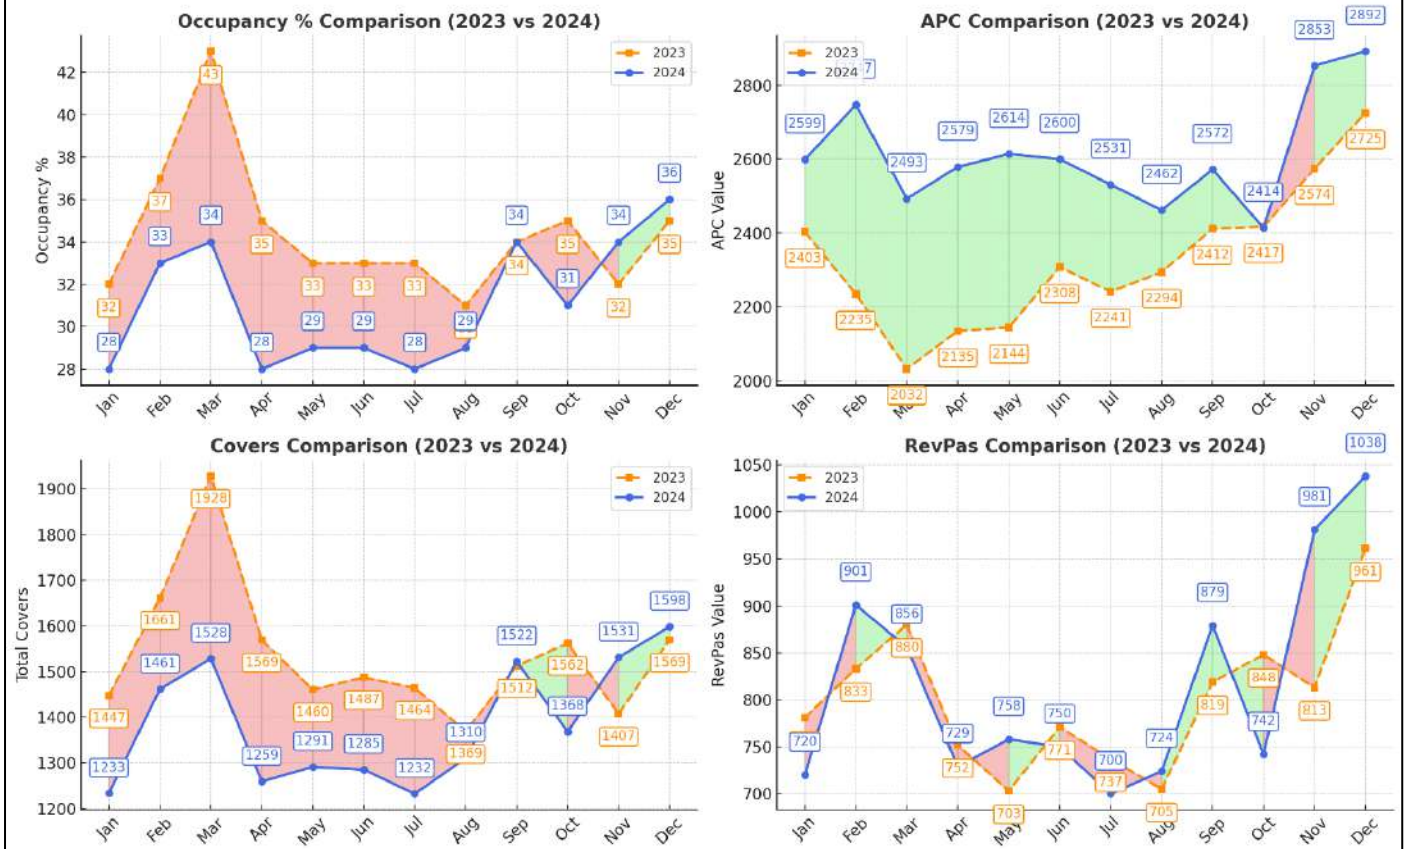 Occupancy % Comparison (2023 vs 2024)
2023
2024
Occupancy %
42
40
38
36
34
32
30
28
32 37 43 35 33 33 33 34 35 32 35
28 33 34 28 29 29 28 29 34 31 34 36
Jan Feb Mar Apr May Jun Jul Aug Sep Oct Nov Dec
APC Comparison (2023 vs 2024)
2023
2024
APC Value
2800
2600
2400
2200
2000
2599 2493 2579 2614 2600 2531 2462 2572 2414 2853 2892
2403 2235 2032 2135 2144 2308 2241 2294 2412 2417 2574 2725
Jan Feb Apr May Jun Jul Aug Sep Oct Nov Dec
Covers Comparison (2023 vs 2024)
2023
2024
Total Covers
1900
1800
1700
1600
1500
1400
1300
1200
1447 1661 1928 1569 1460 1487 1464 1369 1512 1562 1407 1569
1233 1461 1528 1259 1291 1285 1232 1310 1522 1368 1531 1598
Jan Feb Mar Apr May Jun Jul Aug Sep Oct Nov Dec
RevPas Comparison (2023 vs 2024)
2023
2024
RevPas Value
1050
1000
950
900
850
800
750
700
720 901 856 729 758 750 700 724 879 742 981 1038
833 880 752 703 771 737 705 819 848 813 961
Jan Feb Mar Apr May Jun Jul Aug Sep Oct Nov Dec